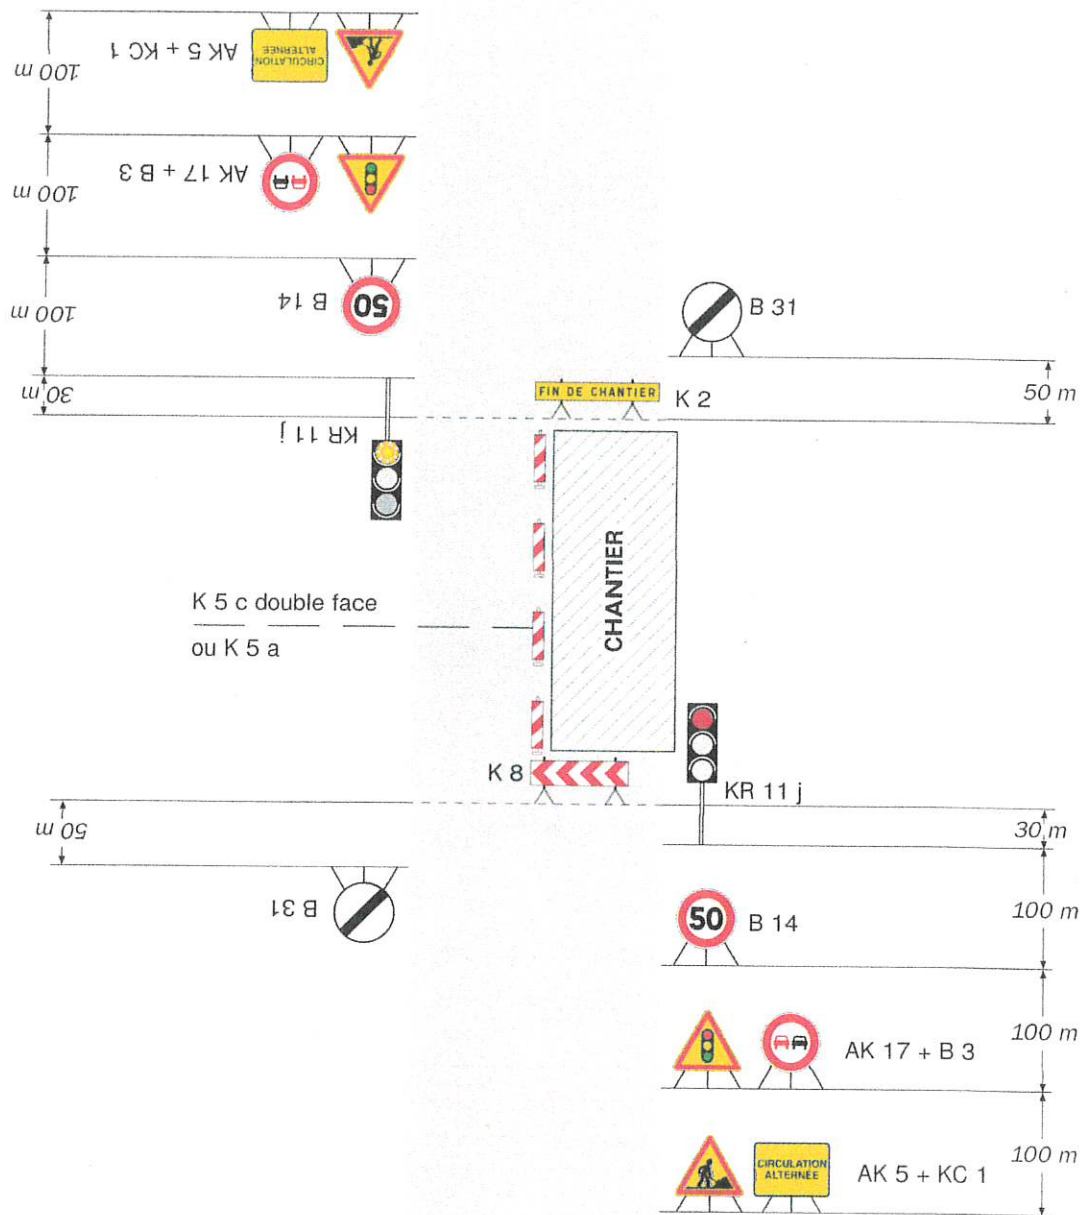 100 m
CIRCULATION
ALTERNÉE
AK 5 + KC 1
100 m
AK 17 + B 3
100 m
50
B 14
B 31
30 m
FIN DE CHANTIER
K 2
50 m
KR 11 j
CHANTIER
K 5 c double face
ou K 5 a
K 8
KR 11 j
50 m
30 m
B 31
50
B 14
100 m
AK 17 + B 3
100 m
CIRCULATION
ALTERNÉE
AK 5 + KC 1
100 m